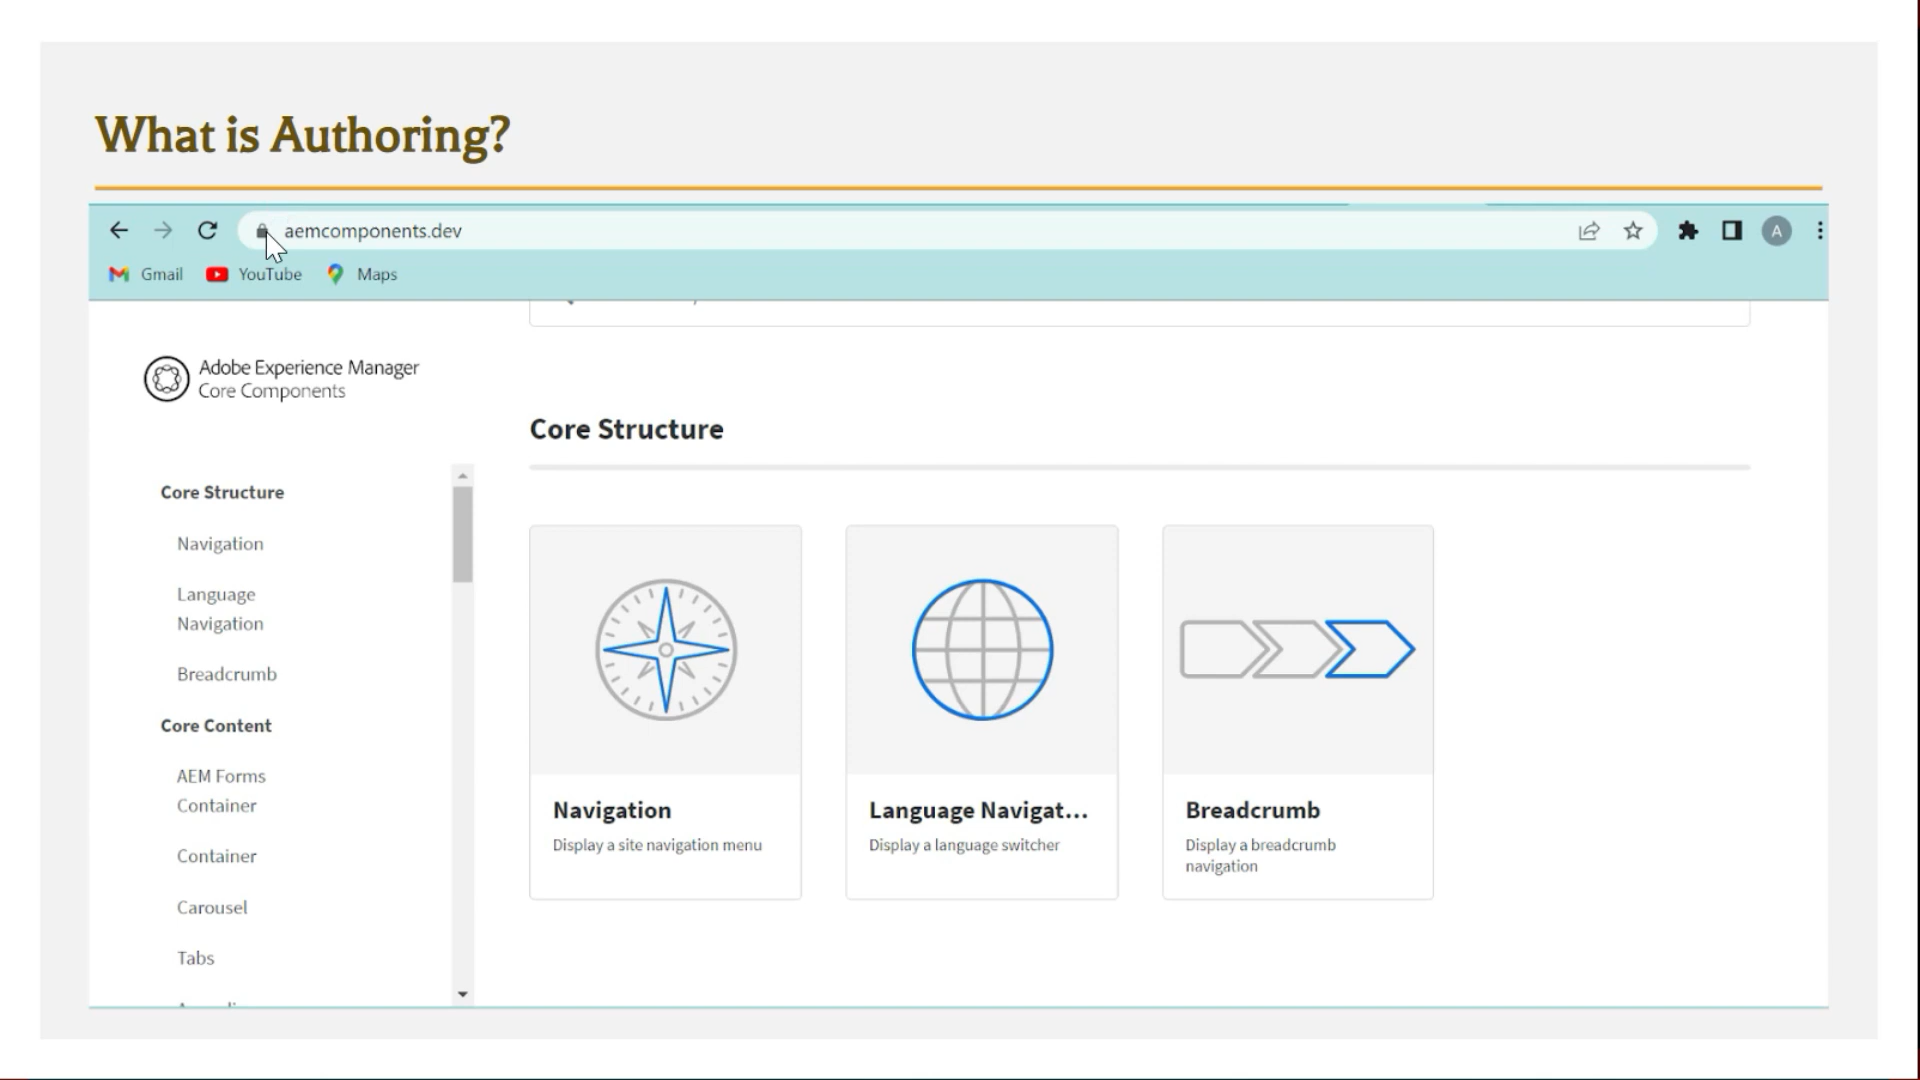 What is Authoring?
aemcomponents.dev
A
Gmail
YouTube
Maps
Adobe Experience Manager
Core Components
Core Structure
Navigation
Language
Navigation
Breadcrumb
Core Content
AEM Forms
Container
Container
Carousel
Tabs
Core Structure
Navigation
Display a site navigation menu
Language Navigat...
Display a language switcher
Breadcrumb
Display a breadcrumb
navigation